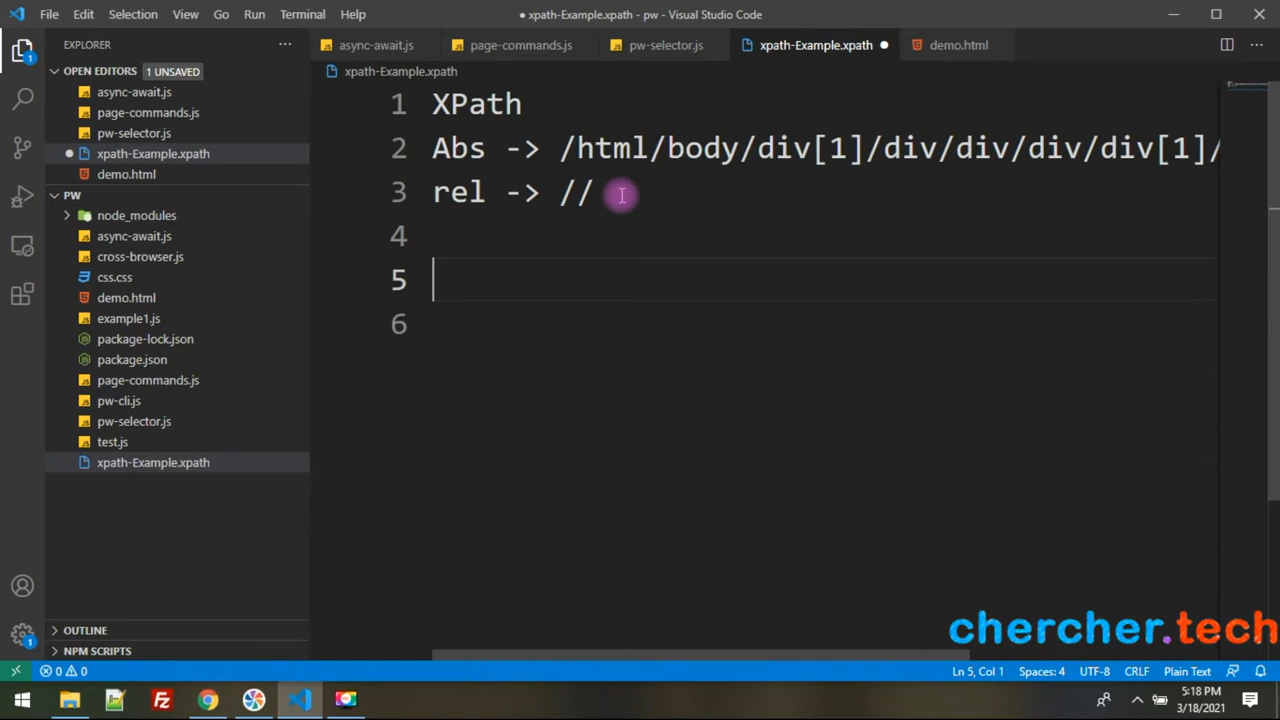 File Edit Selection View Go Run Terminal Help
● xpath-Example.xpath - pw - Visual Studio Code
EXPLORER
async-await.js
page-commands.js
pw-selector.js
xpath-Example.xpath
demo.html
OPEN EDITORS 1 UNSAVED
async-await.js
page-commands.js
pw-selector.js
xpath-Example.xpath
demo.html
PW
node_modules
async-await.js
cross-browser.js
css.css
demo.html
example1.js
package-lock.json
package.json
page-commands.js
pw-cli.js
pw-selector.js
test.js
xpath-Example.xpath
OUTLINE
NPM SCRIPTS
xpath-Example.xpath
1 XPath
2 Abs -> /html/body/div[1]/div/div/div/div[1]/
3 rel -> //
4
5
6
chercher.tech
0 0
Ln 5, Col 1 Spaces: 4 UTF-8 CRLF Plain Text
5:18 PM
3/18/2021